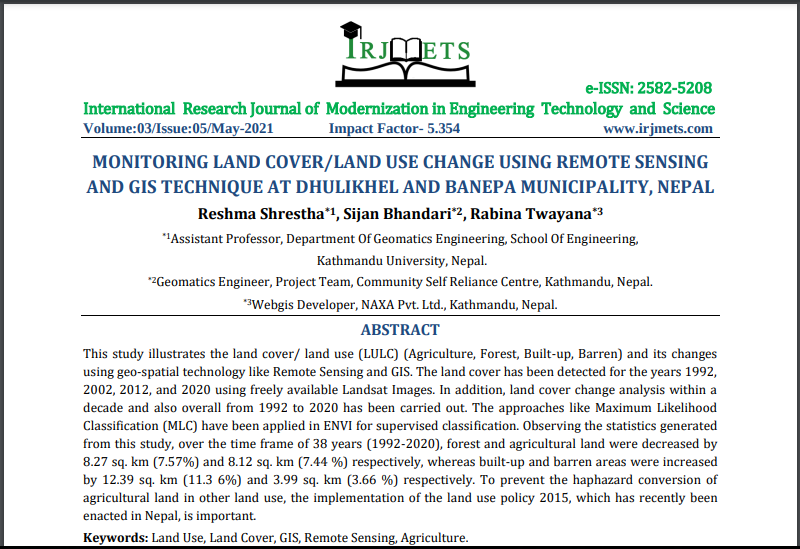 IRJMETS
e-ISSN: 2582-5208
International Research Journal of Modernization in Engineering Technology and Science
Volume:03/Issue:05/May-2021 Impact Factor- 5.354 www.irjmets.com
MONITORING LAND COVER/LAND USE CHANGE USING REMOTE SENSING
AND GIS TECHNIQUE AT DHULIKHEL AND BANEPA MUNICIPALITY, NEPAL
Reshma Shrestha*1, Sijan Bhandari*2, Rabina Twayana*3
*1Assistant Professor, Department Of Geomatics Engineering, School Of Engineering,
Kathmandu University, Nepal.
*2Geomatics Engineer, Project Team, Community Self Reliance Centre, Kathmandu, Nepal.
*3Webgis Developer, NAXA Pvt. Ltd., Kathmandu, Nepal.
ABSTRACT
This study illustrates the land cover/ land use (LULC) (Agriculture, Forest, Built-up, Barren) and its changes
using geo-spatial technology like Remote Sensing and GIS. The land cover has been detected for the years 1992,
2002, 2012, and 2020 using freely available Landsat Images. In addition, land cover change analysis within a
decade and also overall from 1992 to 2020 has been carried out. The approaches like Maximum Likelihood
Classification (MLC) have been applied in ENVI for supervised classification. Observing the statistics generated
from this study, over the time frame of 38 years (1992-2020), forest and agricultural land were decreased by
8.27 sq. km (7.57%) and 8.12 sq. km (7.44 %) respectively, whereas built-up and barren areas were increased
by 12.39 sq. km (11.3 6%) and 3.99 sq. km (3.66 %) respectively. To prevent the haphazard conversion of
agricultural land in other land use, the implementation of the land use policy 2015, which has recently been
enacted in Nepal, is important.
Keywords: Land Use, Land Cover, GIS, Remote Sensing, Agriculture.